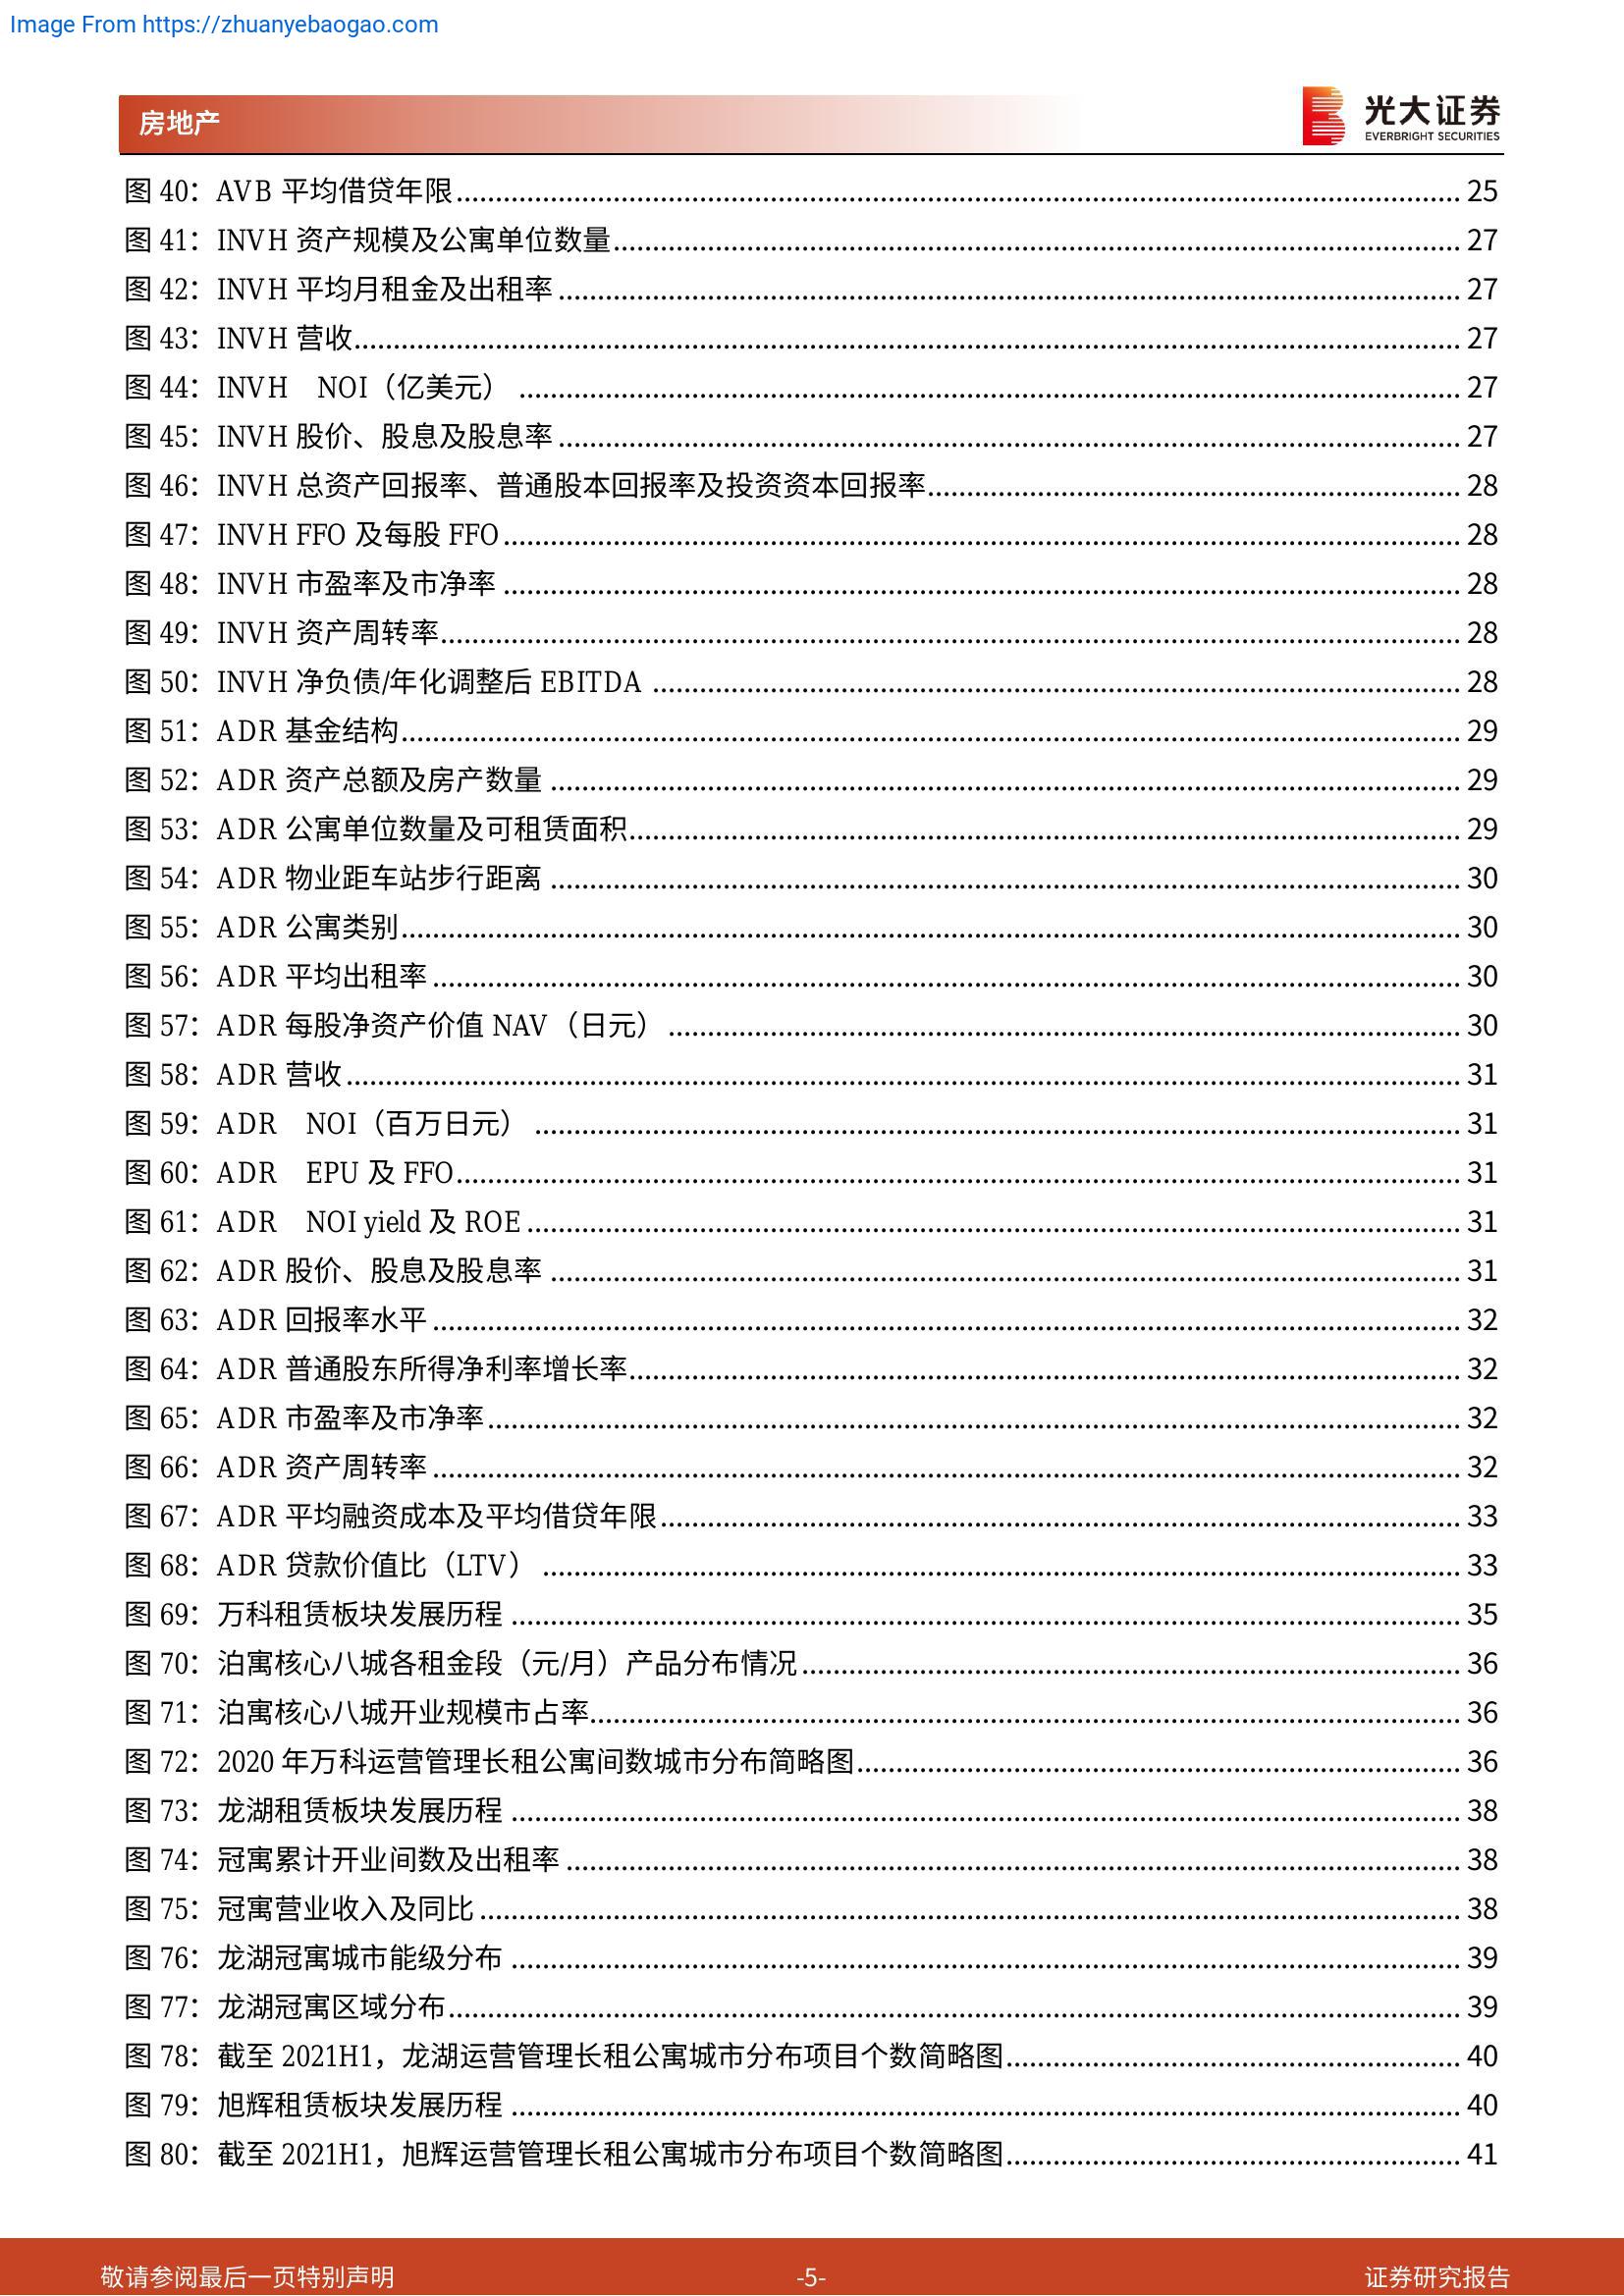 Image From https://zhuanyebaogao.com
房地产
光大证券
EVERBRIGHT SECURITIES
图 40：AVB 平均借贷年限........ 25
图 41：INVH 资产规模及公寓单位数量........ 27
图 42：INVH 平均月租金及出租率........ 27
图 43：INVH 营收........ 27
图 44：INVH NOI（亿美元）........ 27
图 45：INVH 股价、股息及股息率........ 27
图 46：INVH 总资产回报率、普通股本回报率及投资资本回报率........ 28
图 47：INVH FFO 及每股 FFO........ 28
图 48：INVH 市盈率及市净率........ 28
图 49：INVH 资产周转率........ 28
图 50：INVH 净负债/年化调整后 EBITDA........ 28
图 51：ADR 基金结构........ 29
图 52：ADR 资产总额及房产数量........ 29
图 53：ADR 公寓单位数量及可租赁面积........ 29
图 54：ADR 物业距车站步行距离........ 30
图 55：ADR 公寓类别........ 30
图 56：ADR 平均出租率........ 30
图 57：ADR 每股净资产价值 NAV（日元）........ 30
图 58：ADR 营收........ 31
图 59：ADR NOI（百万日元）........ 31
图 60：ADR EPU 及 FFO........ 31
图 61：ADR NOI yield 及 ROE........ 31
图 62：ADR 股价、股息及股息率........ 31
图 63：ADR 回报率水平........ 32
图 64：ADR 普通股东所得净利率增长率........ 32
图 65：ADR 市盈率及市净率........ 32
图 66：ADR 资产周转率........ 32
图 67：ADR 平均融资成本及平均借贷年限........ 33
图 68：ADR 贷款价值比（LTV）........ 33
图 69：万科租赁板块发展历程........ 35
图 70：泊寓核心八城各租金段（元/月）产品分布情况........ 36
图 71：泊寓核心八城开业规模市占率........ 36
图 72：2020 年万科运营管理长租公寓间数城市分布简略图........ 36
图 73：龙湖租赁板块发展历程........ 38
图 74：冠寓累计开业间数及出租率........ 38
图 75：冠寓营业收入及同比........ 38
图 76：龙湖冠寓城市能级分布........ 39
图 77：龙湖冠寓区域分布........ 39
图 78：截至 2021H1，龙湖运营管理长租公寓城市分布项目个数简略图........ 40
图 79：旭辉租赁板块发展历程........ 40
图 80：截至 2021H1，旭辉运营管理长租公寓城市分布项目个数简略图........ 41
敬请参阅最后一页特别声明
-5-
证券研究报告